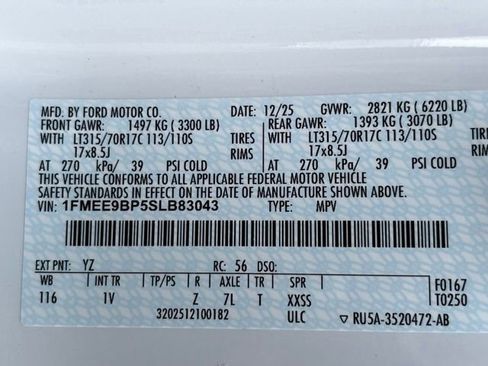 MFD. BY FORD MOTOR CO. DATE: 12/25 GVWR: 2821 KG ( 6220 LB)
FRONT GAWR: 1497 KG ( 3300 LB) REAR GAWR: 1393 KG ( 3070 LB)
WITH LT315/70R17C 113/110S TIRES WITH LT315/70R17C 113/110S
17x8.5J RIMS 17x8.5J
AT 270 kPa/ 39 PSI COLD AT 270 kPa/ 39 PSI COLD
THIS VEHICLE CONFORMS TO ALL APPLICABLE FEDERAL MOTOR VEHICLE
SAFETY STANDARDS IN EFFECT ON THE DATE OF MANUFACTURE SHOWN ABOVE.
VIN: 1FMEE9BP5SLB83043 TYPE: MPV
EXT PNT: YZ RC: 56 DSO:
WB INT TR TP/PS R AXLE TR SPR F0167
116 1V Z 7L T XXSS T0250
3202512100182 ULC ▽ RU5A-3520472-AB